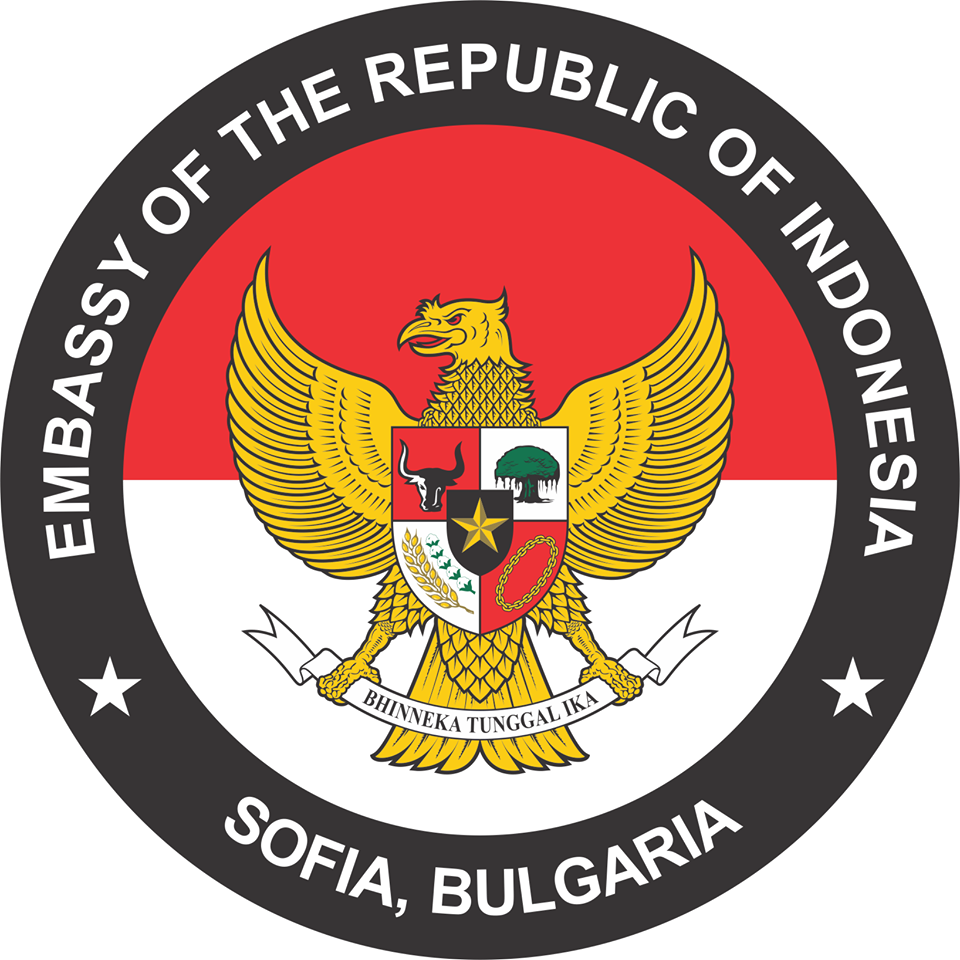 EMBASSY OF THE REPUBLIC OF INDONESIA
BHINNEKA TUNGGAL IKA
SOFIA, BULGARIA